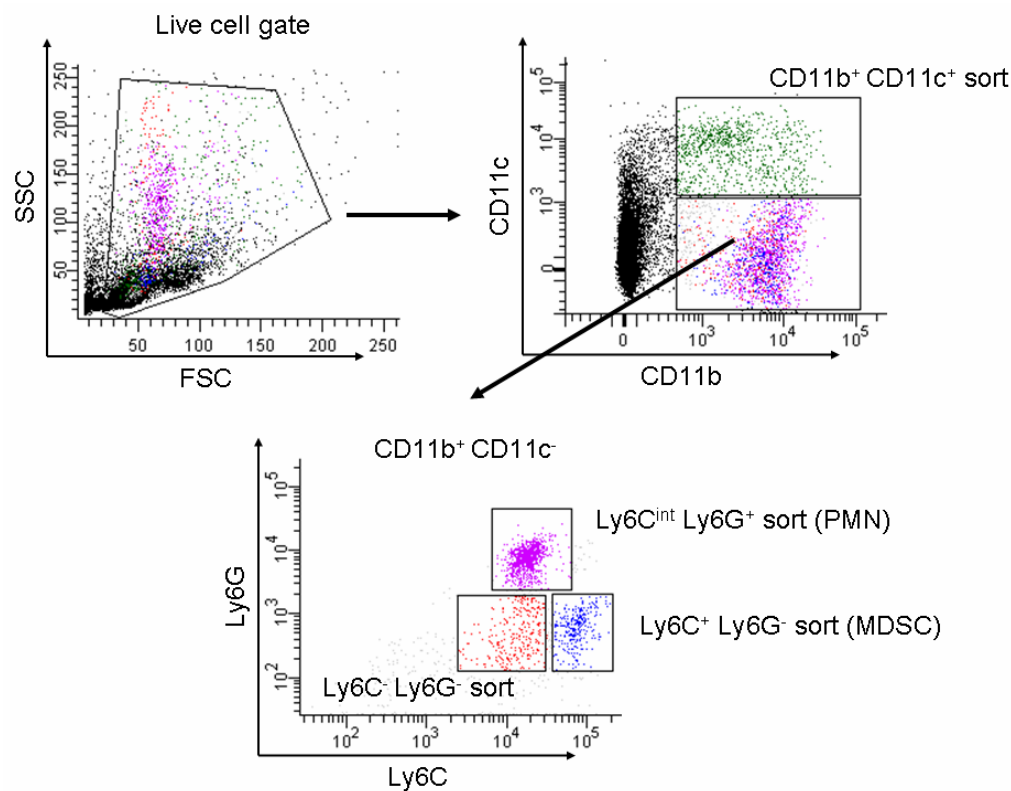 Live cell gate
250
200
150
100
50
SSC
50 100 150 200 250
FSC
CD11b⁺ CD11c⁺ sort
10⁵
10⁴
10³
0
CD11c
0 10³ 10⁴ 10⁵
CD11b
CD11b⁺ CD11c⁻
10⁵
10⁴
10³
10²
Ly6G
Ly6Cⁱⁿᵗ Ly6G⁺ sort (PMN)
Ly6C⁺ Ly6G⁻ sort (MDSC)
Ly6C⁻ Ly6G⁻ sort
10² 10³ 10⁴ 10⁵
Ly6C